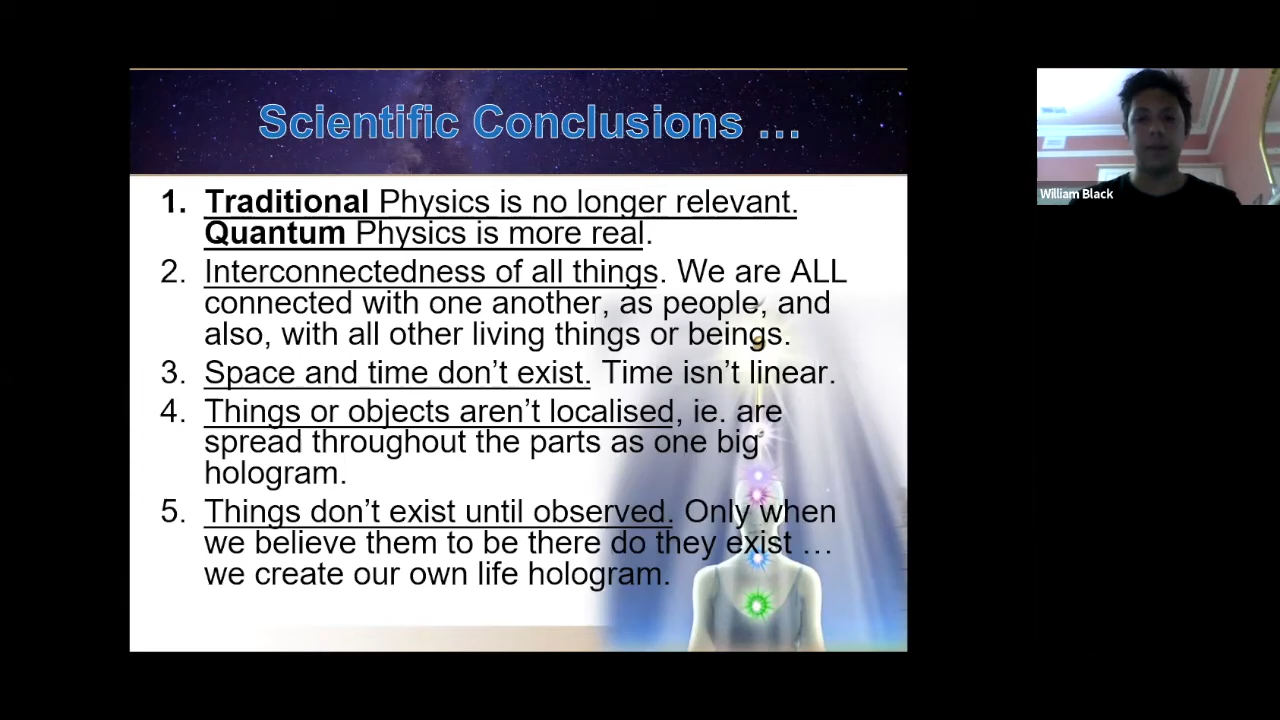 Scientific Conclusions ...
1. Traditional Physics is no longer relevant.
Quantum Physics is more real.
2. Interconnectedness of all things. We are ALL
connected with one another, as people, and
also, with all other living things or beings.
3. Space and time don't exist. Time isn't linear.
4. Things or objects aren't localised, ie. are
spread throughout the parts as one big
hologram.
5. Things don't exist until observed. Only when
we believe them to be there do they exist ...
we create our own life hologram.
William Black